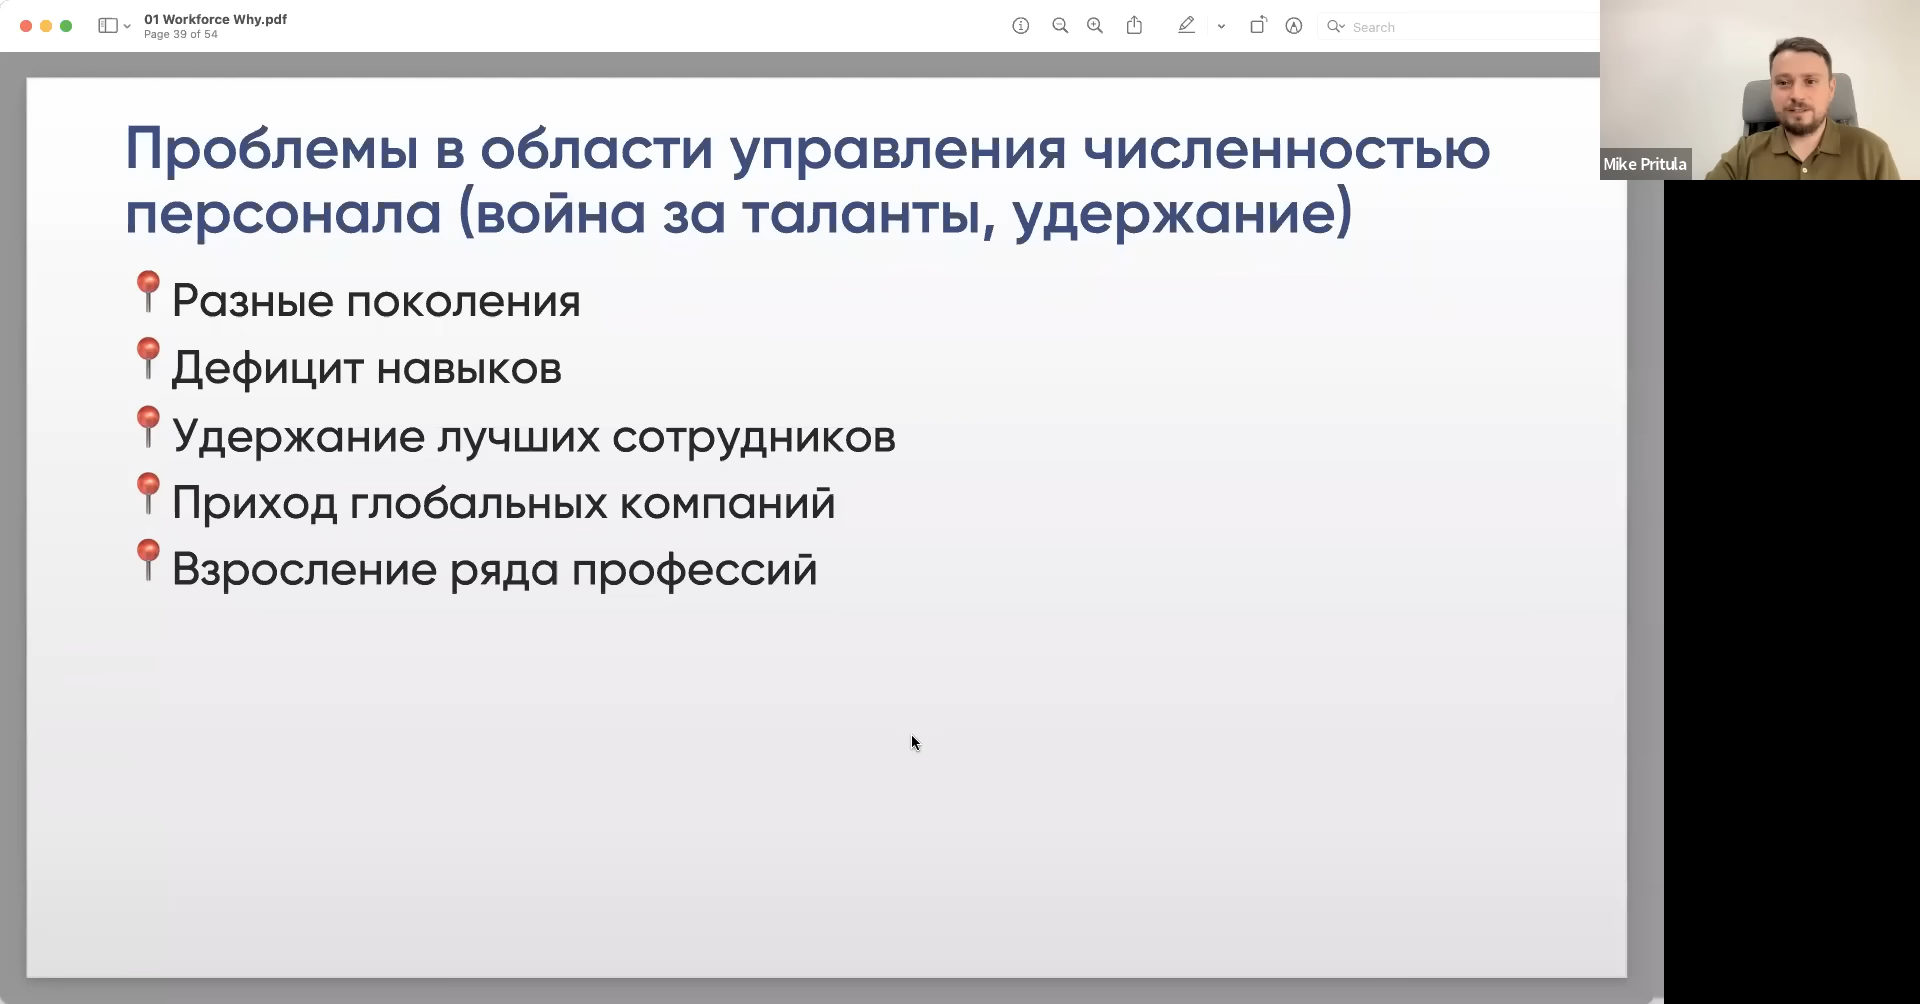 01 Workforce Why.pdf
Page 39 of 54
Search
Mike Pritula
Проблемы в области управления численностью
персонала (война за таланты, удержание)
Разные поколения
Дефицит навыков
Удержание лучших сотрудников
Приход глобальных компаний
Взросление ряда профессий